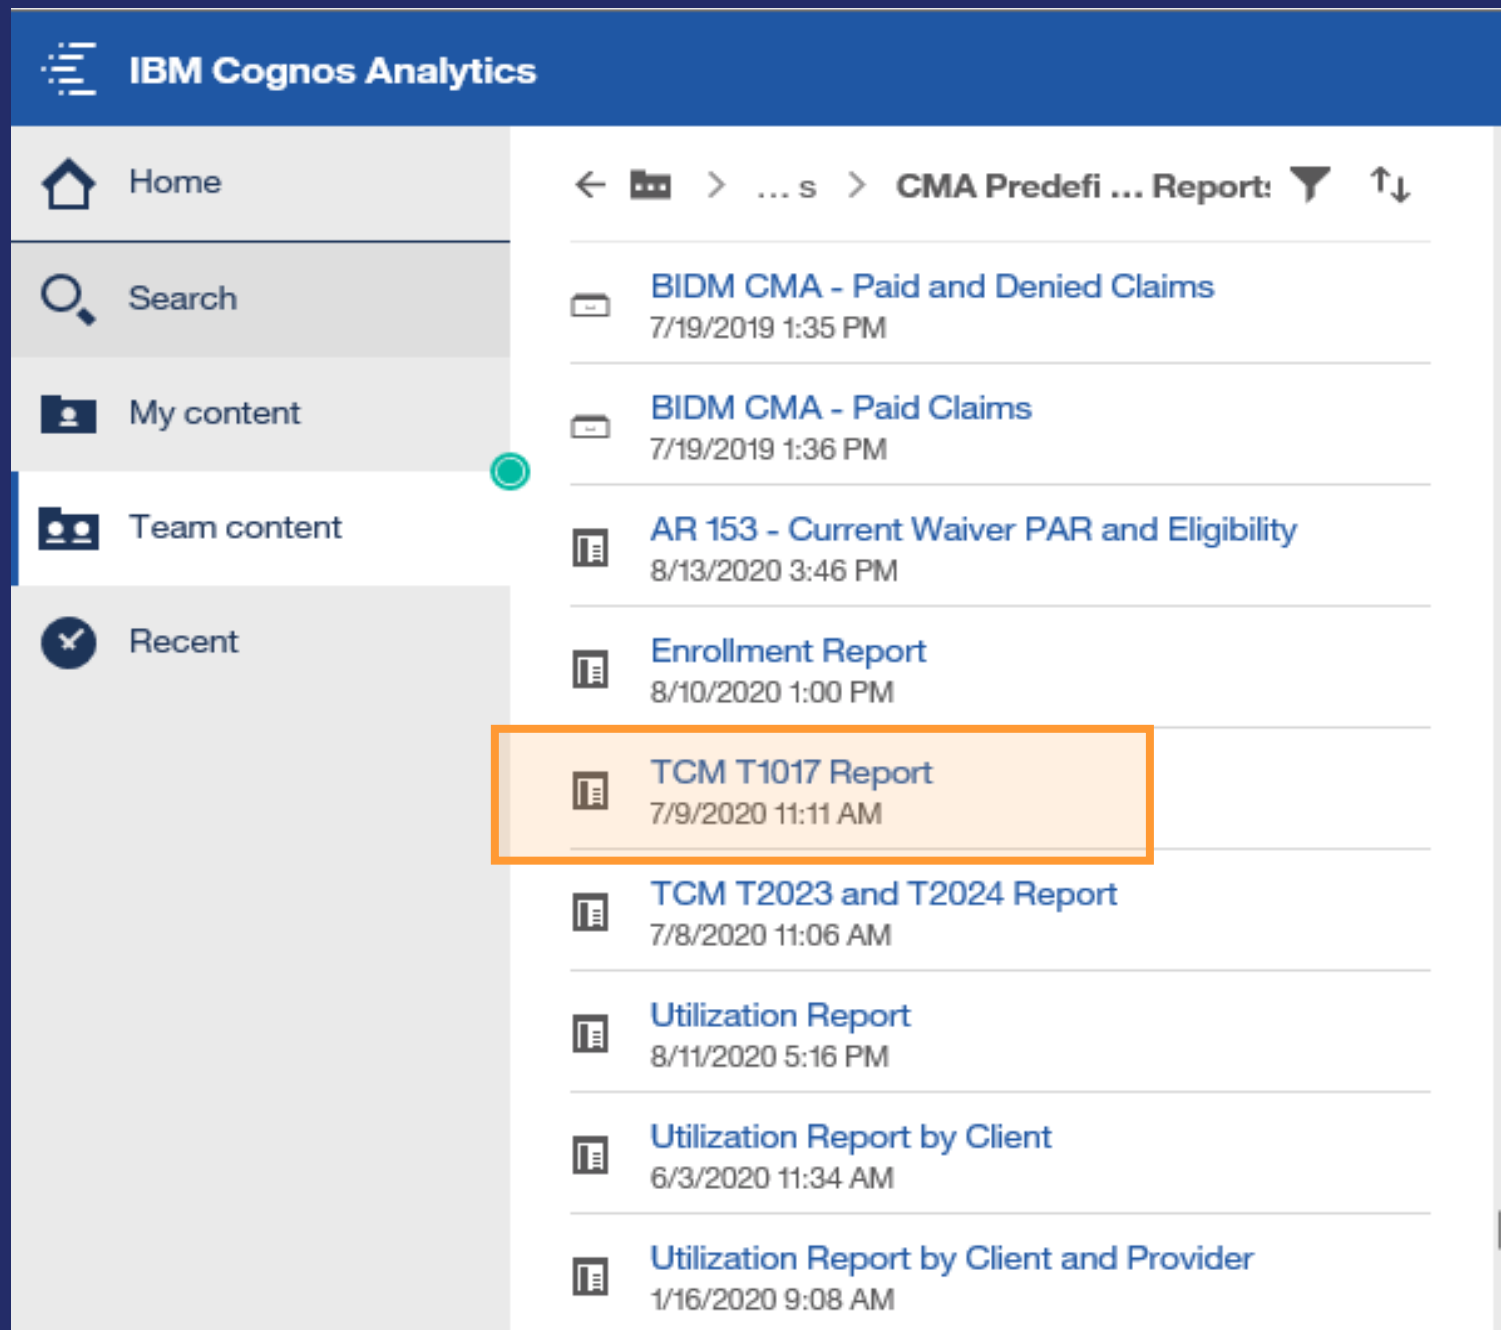 IBM Cognos Analytics
Home
Search
My content
Team content
Recent
... s > CMA Predefi ... Reports
BIDM CMA - Paid and Denied Claims
7/19/2019 1:35 PM
BIDM CMA - Paid Claims
7/19/2019 1:36 PM
AR 153 - Current Waiver PAR and Eligibility
8/13/2020 3:46 PM
Enrollment Report
8/10/2020 1:00 PM
TCM T1017 Report
7/9/2020 11:11 AM
TCM T2023 and T2024 Report
7/8/2020 11:06 AM
Utilization Report
8/11/2020 5:16 PM
Utilization Report by Client
6/3/2020 11:34 AM
Utilization Report by Client and Provider
1/16/2020 9:08 AM